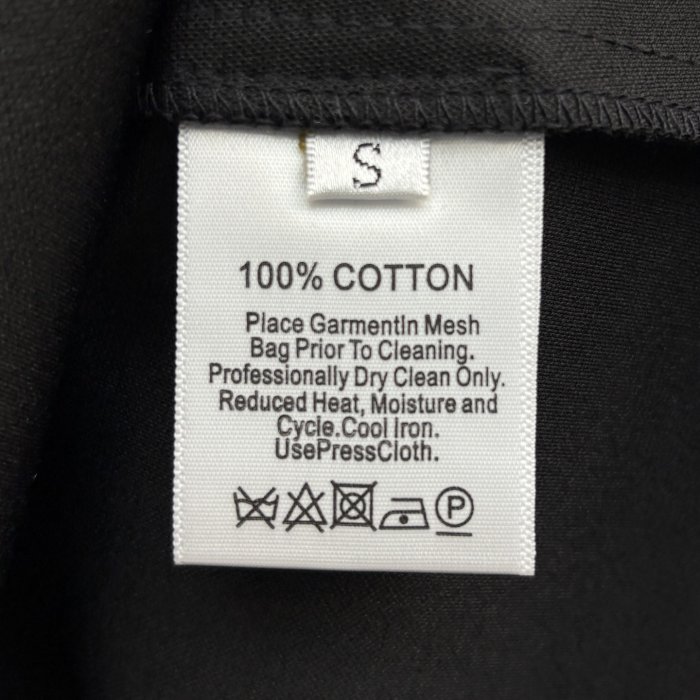 S
100% COTTON
Place GarmentIn Mesh
Bag Prior To Cleaning.
Professionally Dry Clean Only.
Reduced Heat, Moisture and
Cycle.Cool Iron.
UsePressCloth.
P